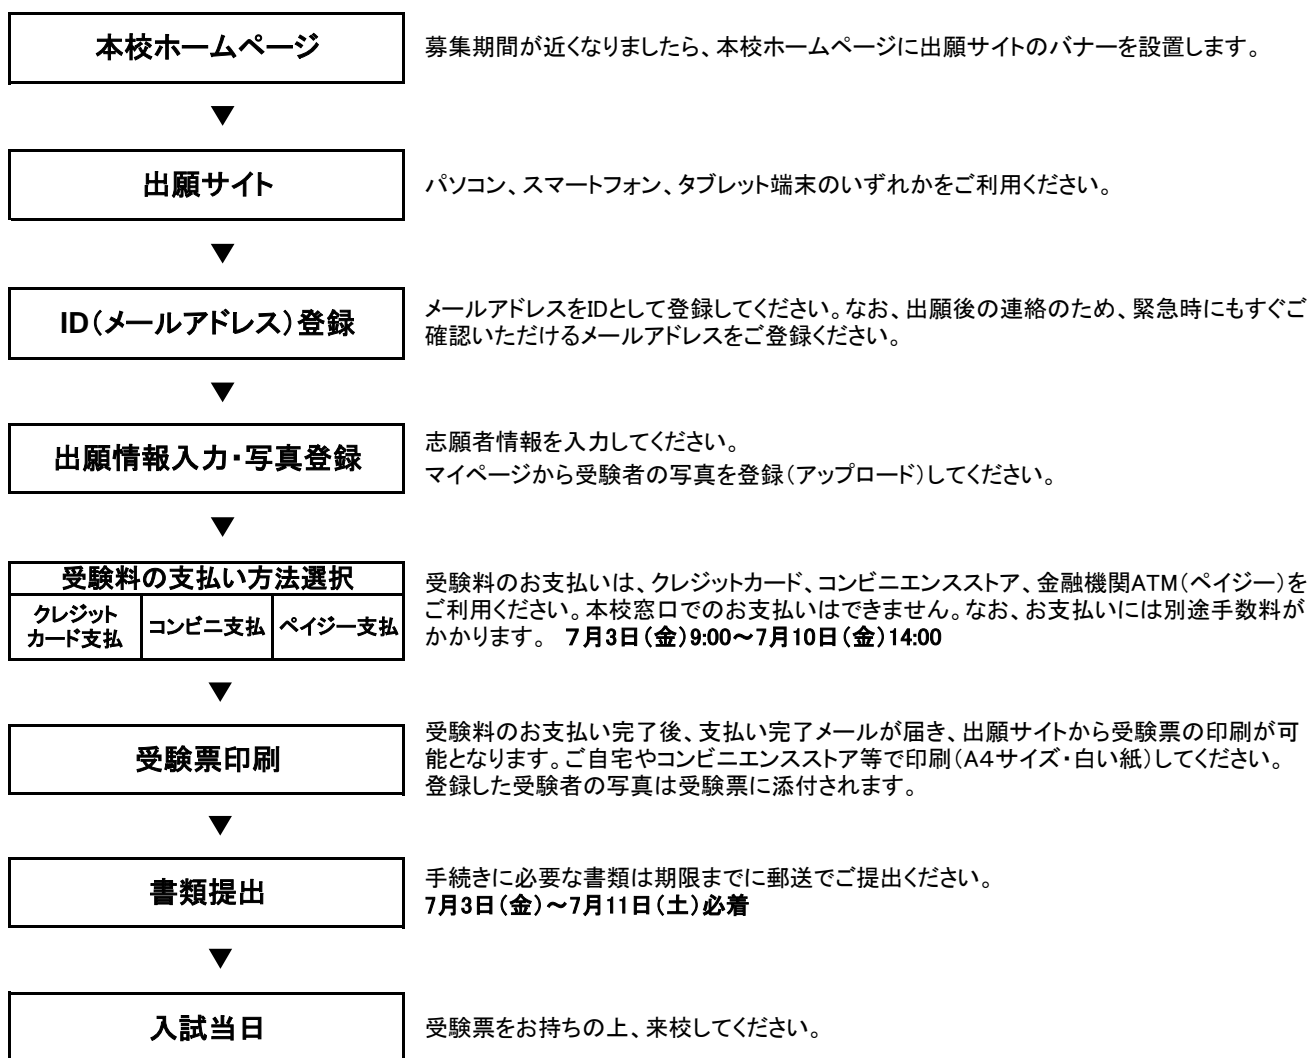 本校ホームページ
募集期間が近くなりましたら、本校ホームページに出願サイトのバナーを設置します。
▼
出願サイト
パソコン、スマートフォン、タブレット端末のいずれかをご利用ください。
▼
ID(メールアドレス)登録
メールアドレスをIDとして登録してください。なお、出願後の連絡のため、緊急時にもすぐご
確認いただけるメールアドレスをご登録ください。
▼
出願情報入力・写真登録
志願者情報を入力してください。
マイページから受験者の写真を登録(アップロード)してください。
▼
受験料の支払い方法選択
クレジット
カード支払
コンビニ支払
ペイジー支払
受験料のお支払いは、クレジットカード、コンビニエンスストア、金融機関ATM(ペイジー)を
ご利用ください。本校窓口でのお支払いはできません。なお、お支払いには別途手数料が
かかります。 7月3日(金)9:00~7月10日(金)14:00
▼
受験票印刷
受験料のお支払い完了後、支払い完了メールが届き、出願サイトから受験票の印刷が可
能となります。ご自宅やコンビニエンスストア等で印刷(A4サイズ・白い紙)してください。
登録した受験者の写真は受験票に添付されます。
▼
書類提出
手続きに必要な書類は期限までに郵送でご提出ください。
7月3日(金)~7月11日(土)必着
▼
入試当日
受験票をお持ちの上、来校してください。